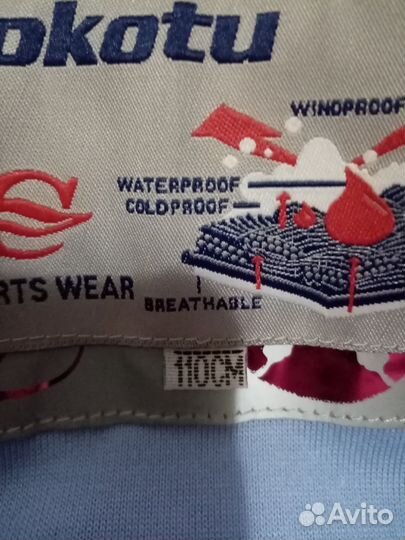 okotu
WINDPROOF
WATERPROOF
COLDPROOF
RTS WEAR
BREATHABLE
110CM
Avito